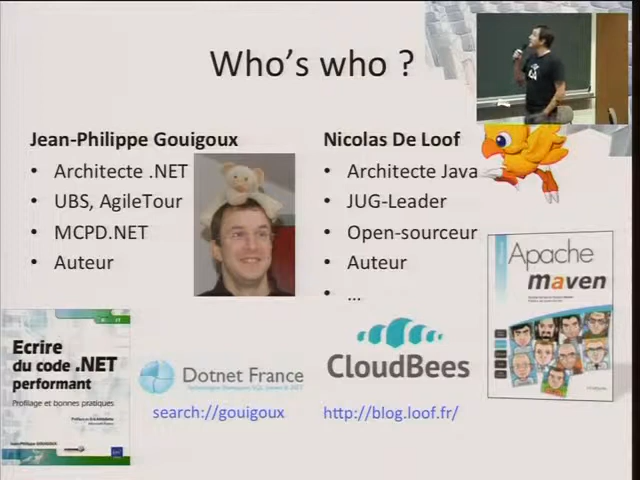 Who's who ?
Jean-Philippe Gouigoux
• Architecte .NET
• UBS, AgileTour
• MCPD.NET
• Auteur
Nicolas De Loof
• Architecte Java
• JUG-Leader
• Open-sourceur
• Auteur
• ...
Apache
maven
Ecrire
du code .NET
performant
Profilage et bonnes pratiques
Dotnet France
search://gouigoux
CloudBees
http://blog.loof.fr/